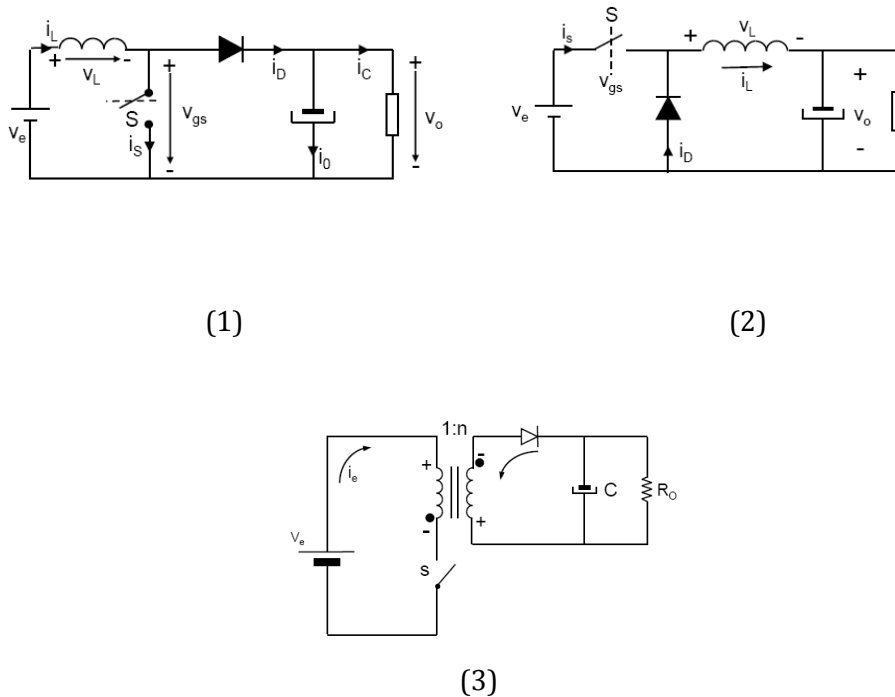 i_L
+ v_L -
v_e
S
i_S
+
v_gs
-
i_D
i_C
i_0
+
v_o
-
(1)
S
i_s
v_gs
v_e
i_D
+ v_L -
i_L
+
v_o
-
(2)
1:n
i_e
+
-
-
+
V_e
s
C
R_O
(3)